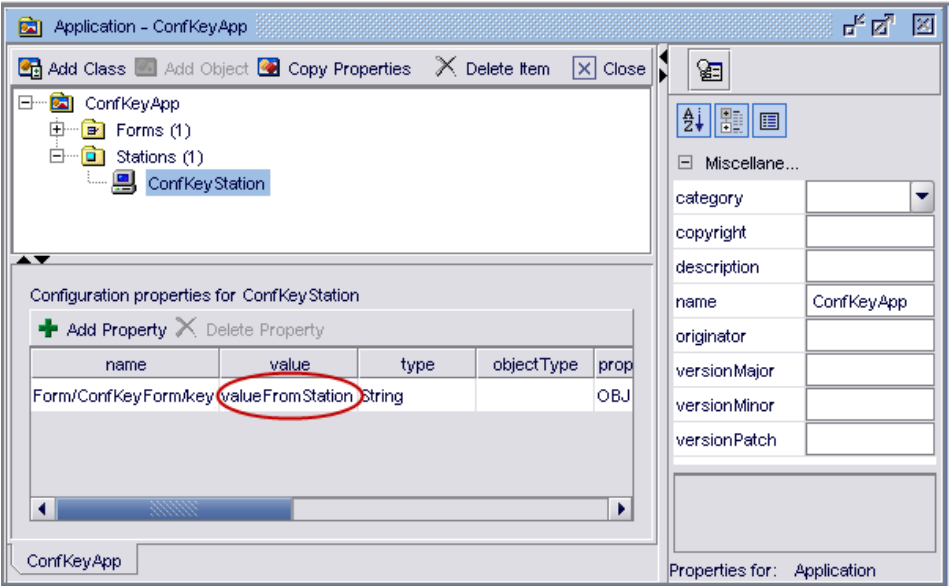 Application - ConfKeyApp
Add Class Add Object Copy Properties Delete Item Close
ConfKeyApp
Forms (1)
Stations (1)
ConfKeyStation
Configuration properties for ConfKeyStation
Add Property Delete Property
name value type objectType prop
Form/ConfKeyForm/key valueFromStation String OBJ
ConfKeyApp
Miscellane...
category
copyright
description
name ConfKeyApp
originator
versionMajor
versionMinor
versionPatch
Properties for: Application